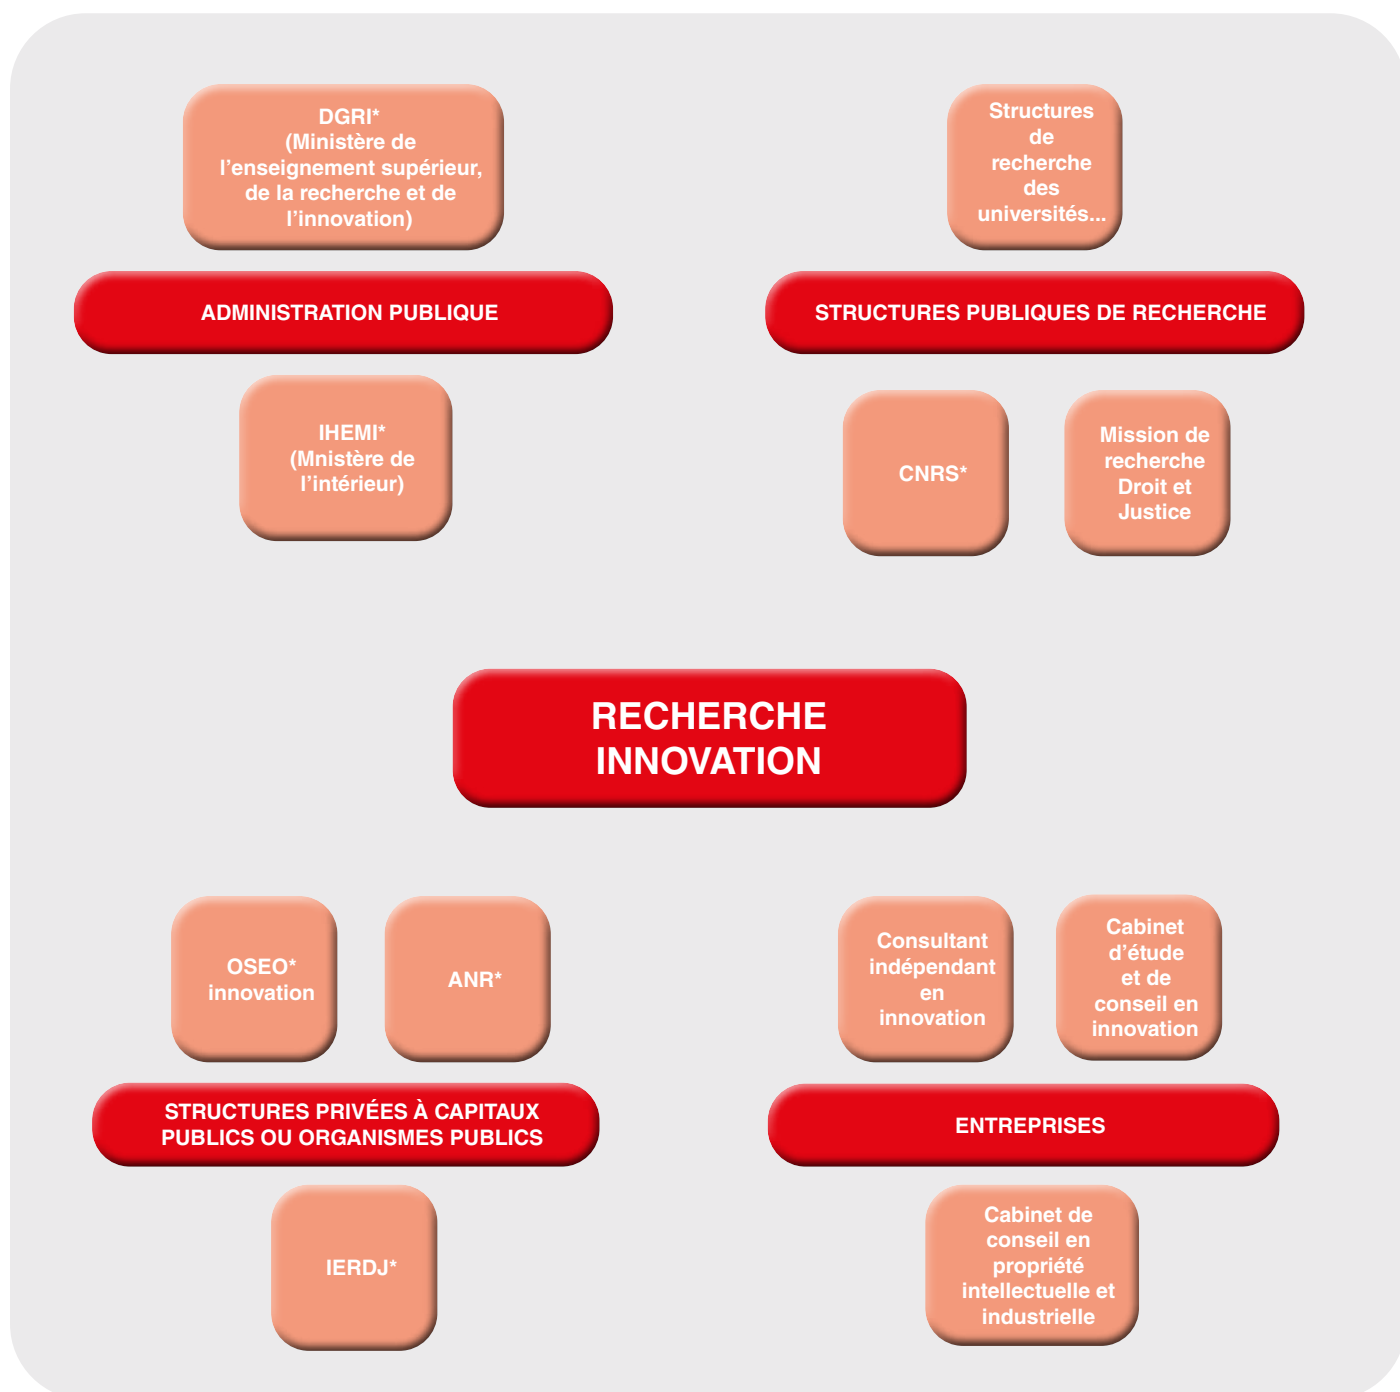 DGRI*
(Ministère de
l'enseignement supérieur,
de la recherche et de
l'innovation)
ADMINISTRATION PUBLIQUE
IHEMI*
(Mnistère de
l'intérieur)
Structures
de
recherche
des
universités...
STRUCTURES PUBLIQUES DE RECHERCHE
CNRS*
Mission de
recherche
Droit et
Justice
RECHERCHE
INNOVATION
OSEO*
innovation
ANR*
STRUCTURES PRIVÉES À CAPITAUX
PUBLICS OU ORGANISMES PUBLICS
IERDJ*
Consultant
indépendant
en
innovation
Cabinet
d'étude
et de
conseil en
innovation
ENTREPRISES
Cabinet de
conseil en
propriété
intellectuelle et
industrielle